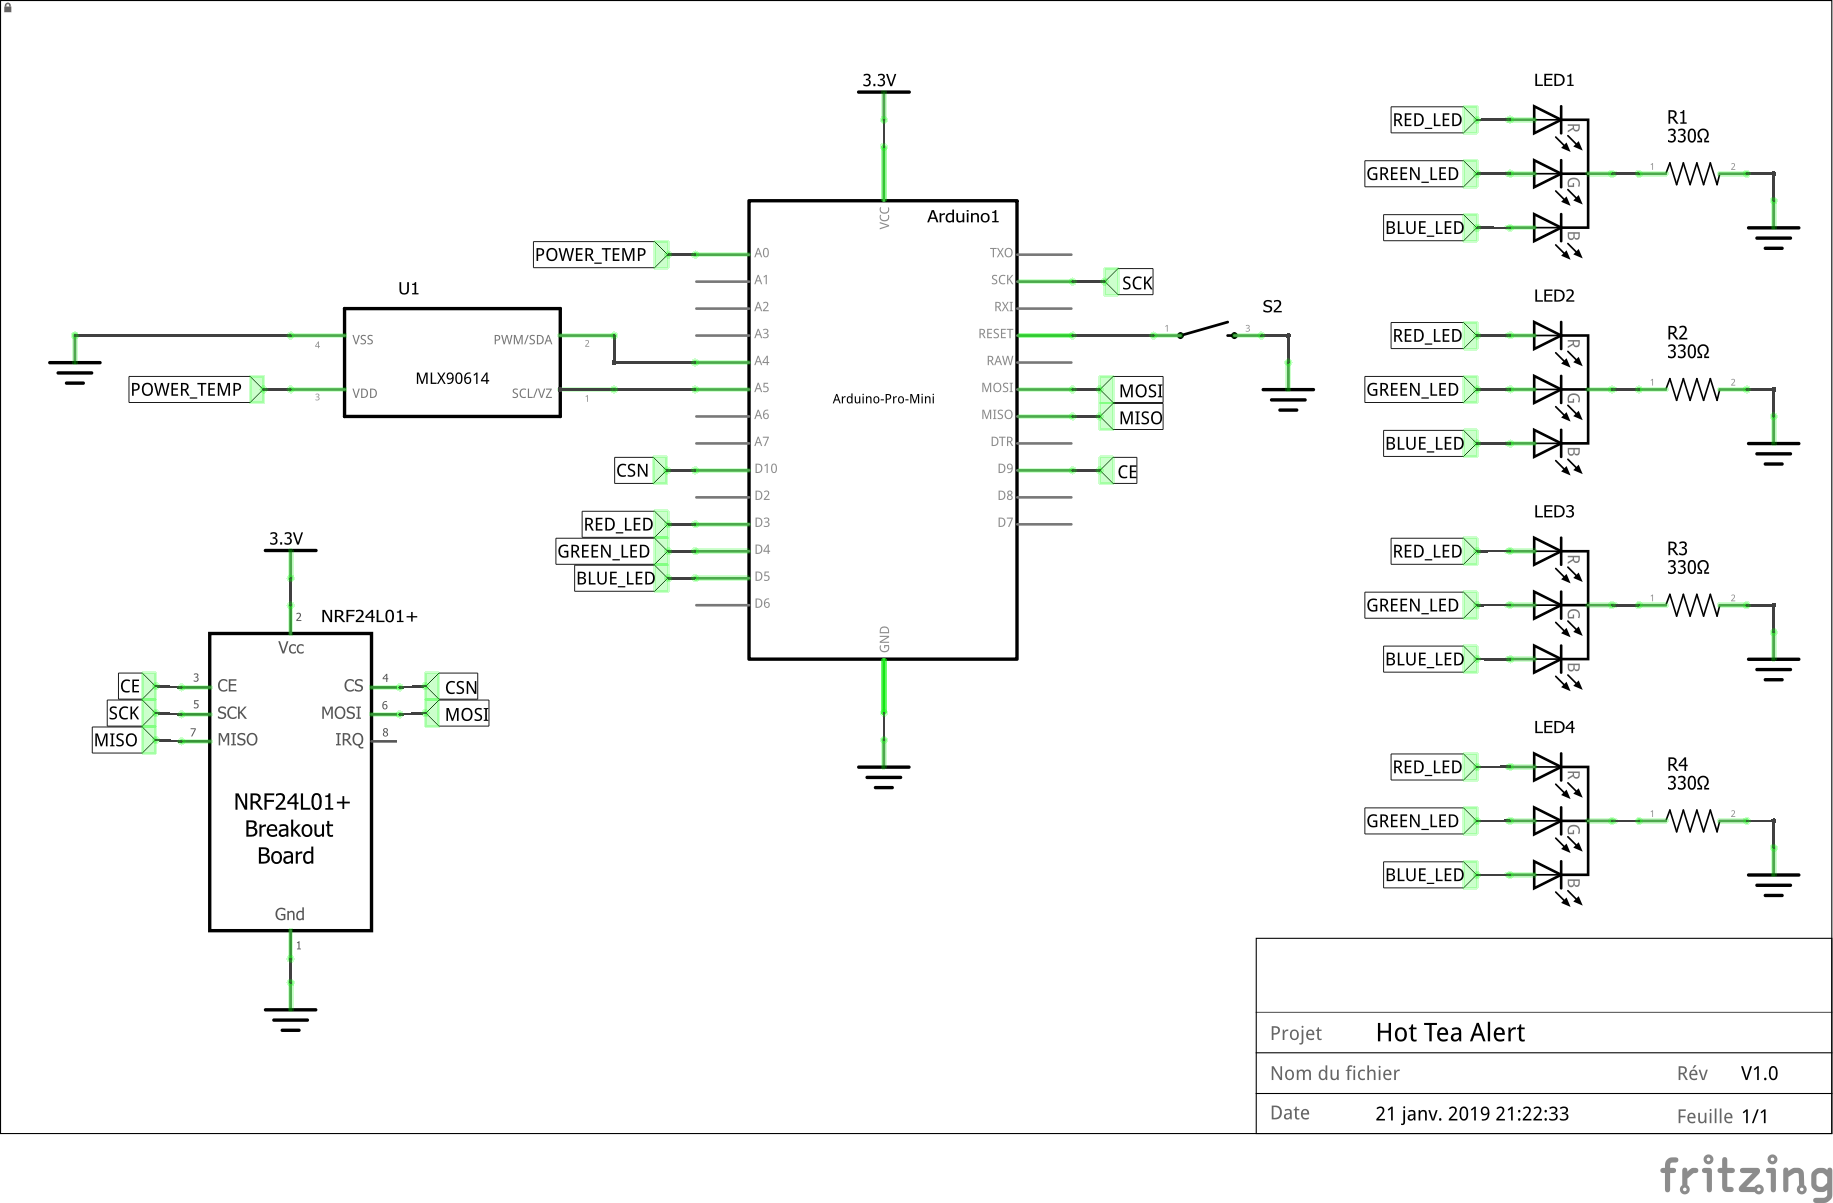 3.3V
VCC
Arduino1
Arduino-Pro-Mini
POWER_TEMP
A0
A1
A2
A3
A4
A5
A6
A7
CSN
D10
D2
RED_LED
D3
GREEN_LED
D4
BLUE_LED
D5
D6
TXO
SCK
SCK
RXI
RESET
RAW
MOSI
MOSI
MISO
MISO
DTR
D9
CE
D8
D7
GND
S2
1
3
U1
MLX90614
VSS
4
PWM/SDA
2
POWER_TEMP
3
VDD
SCL/VZ
1
3.3V
2
NRF24L01+
Vcc
CE
3
CE
CS
4
CSN
SCK
5
SCK
MOSI
6
MOSI
MISO
7
MISO
IRQ
8
NRF24L01+
Breakout
Board
Gnd
1
LED1
RED_LED
R
GREEN_LED
G
BLUE_LED
B
R1
330Ω
1
2
LED2
RED_LED
R
GREEN_LED
G
BLUE_LED
B
R2
330Ω
1
2
LED3
RED_LED
R
GREEN_LED
G
BLUE_LED
B
R3
330Ω
1
2
LED4
RED_LED
R
GREEN_LED
G
BLUE_LED
B
R4
330Ω
1
2
Projet Hot Tea Alert
Nom du fichier Rév V1.0
Date 21 janv. 2019 21:22:33 Feuille 1/1
fritzing